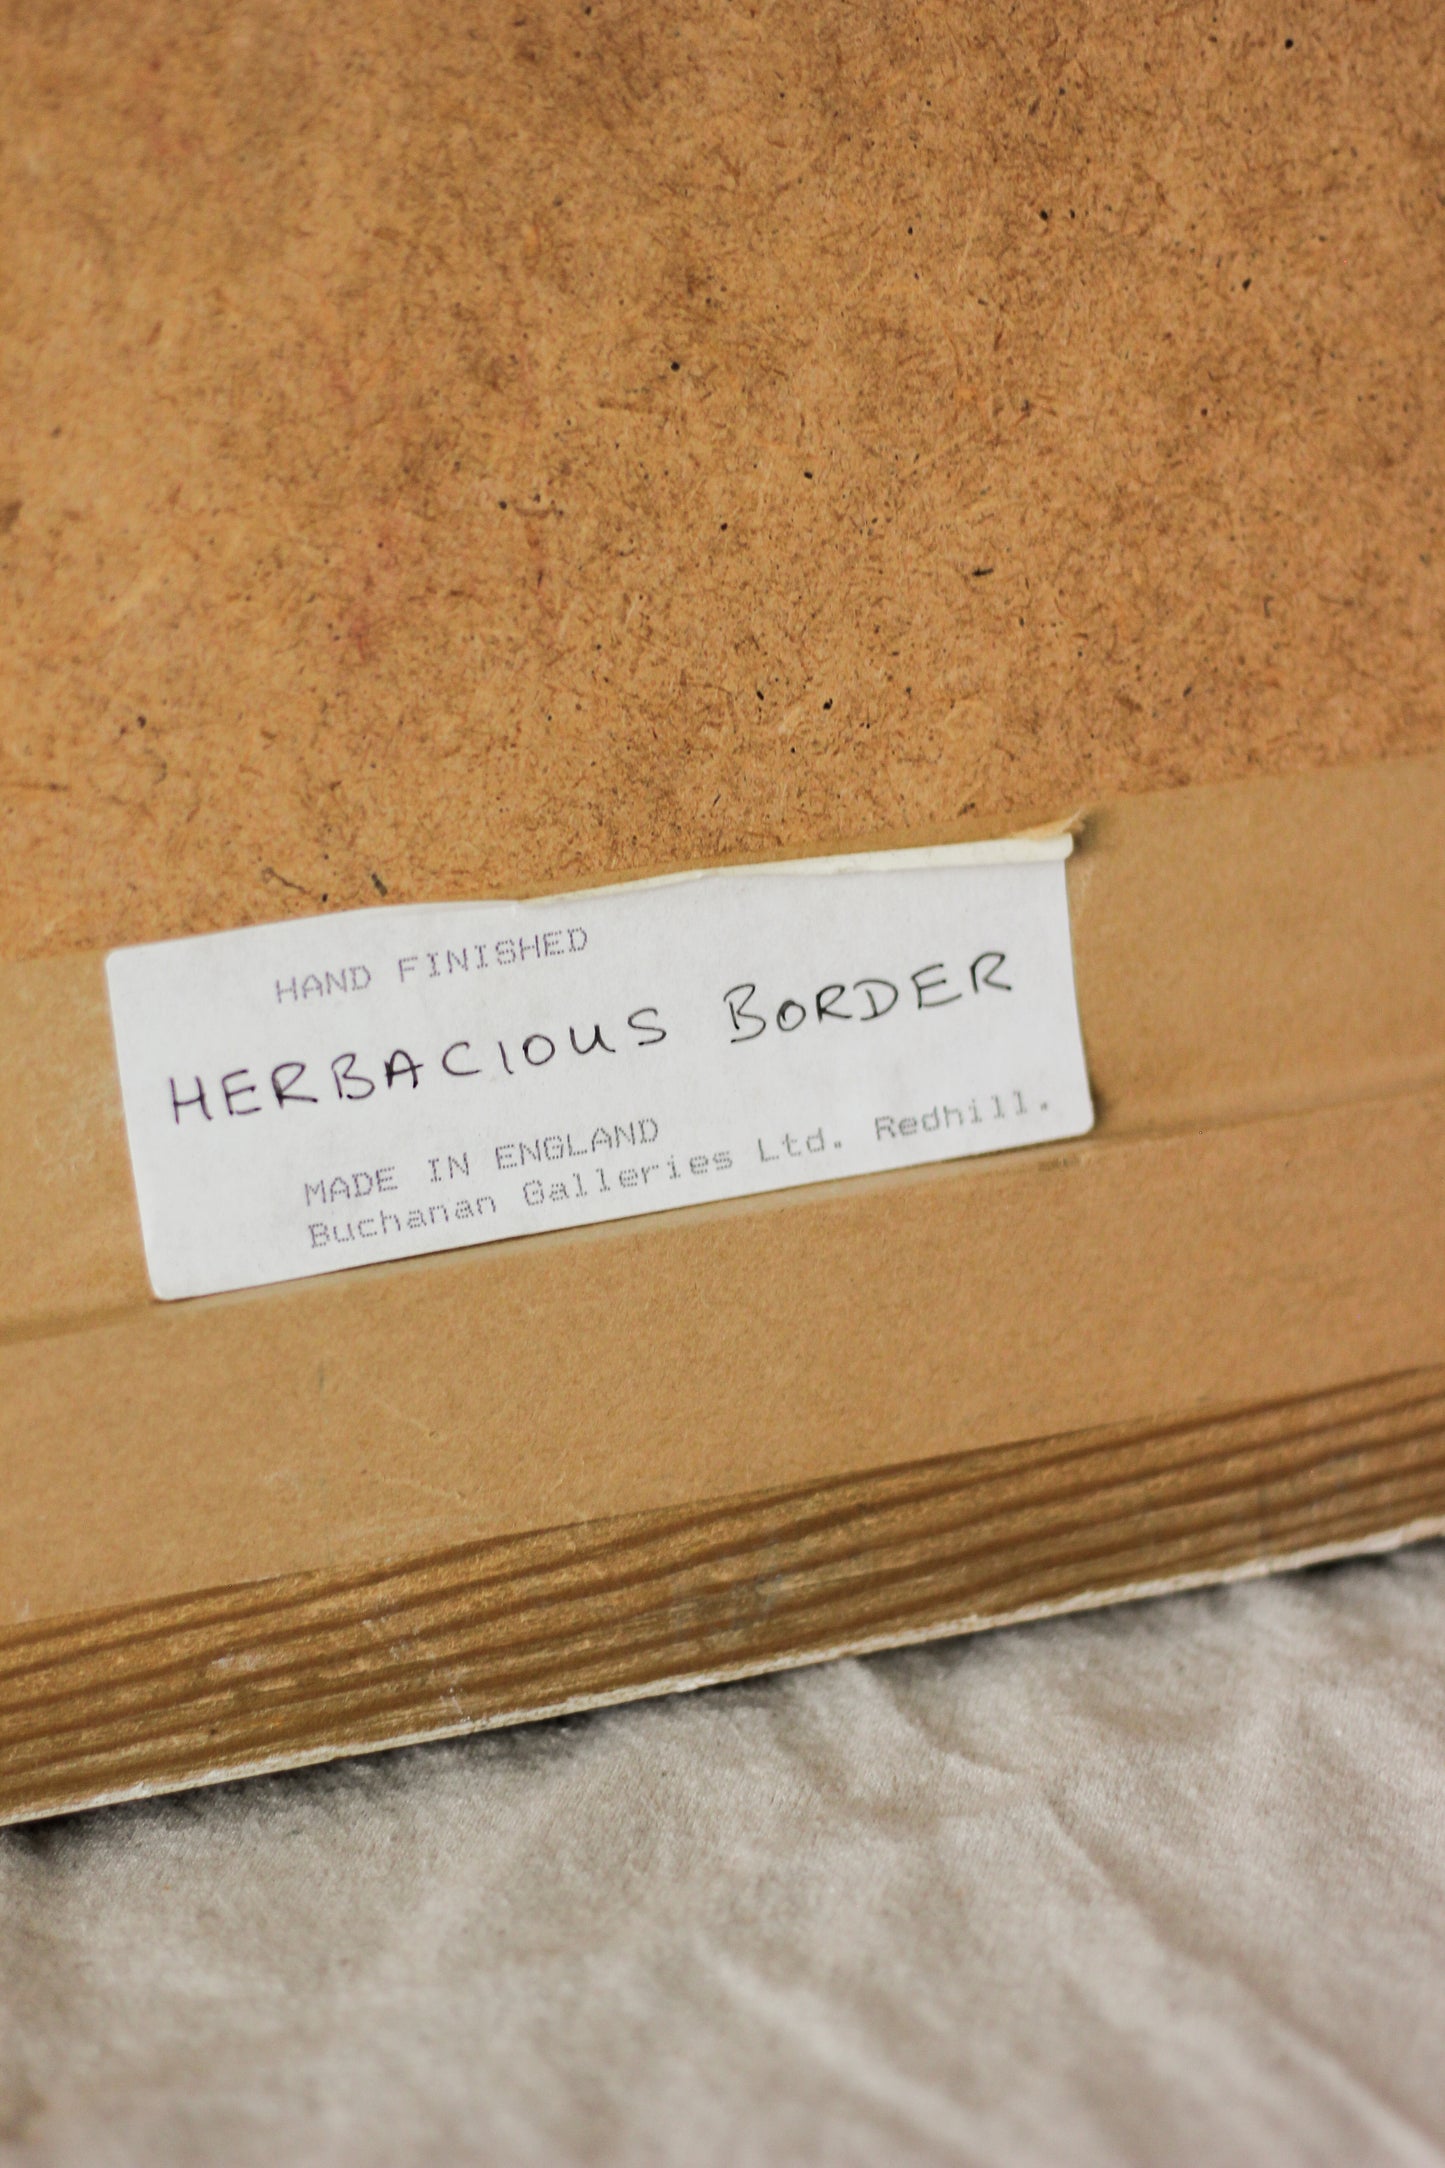 HAND FINISHED
HERBACIOUS BORDER
MADE IN ENGLAND
Buchanan Galleries Ltd. Redhill.